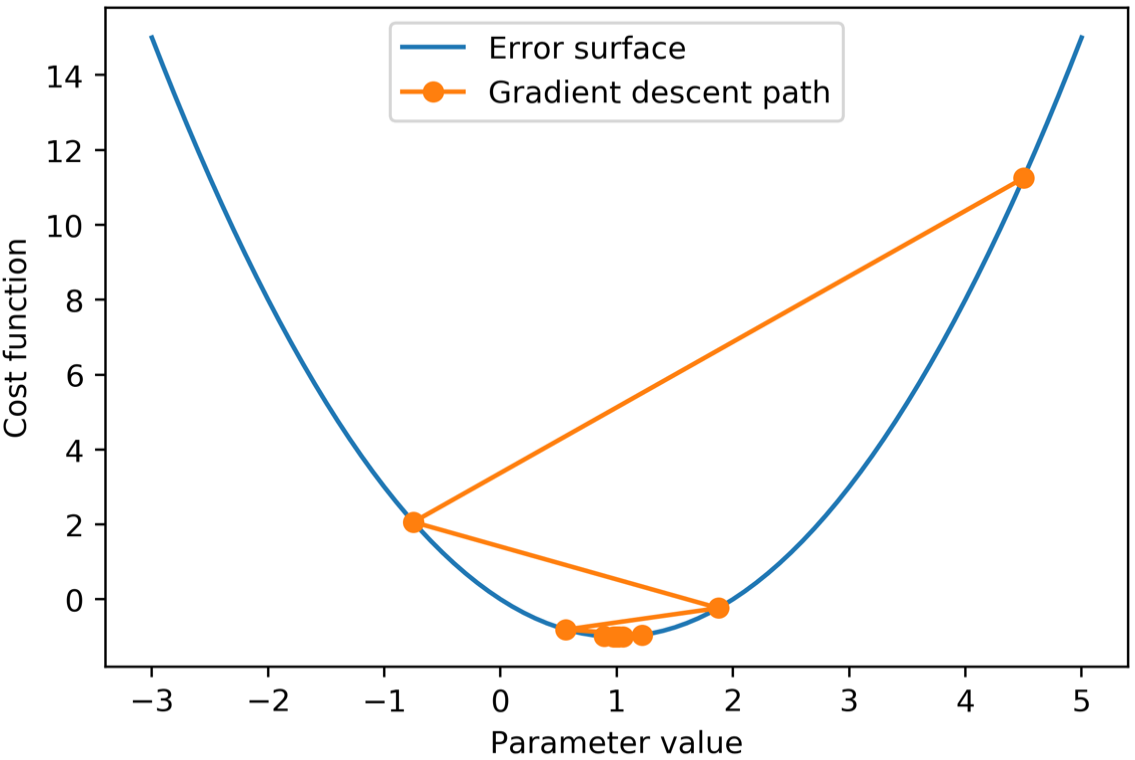 Error surface
Gradient descent path
14
12
10
8
6
4
2
0
Cost function
−3 −2 −1 0 1 2 3 4 5
Parameter value